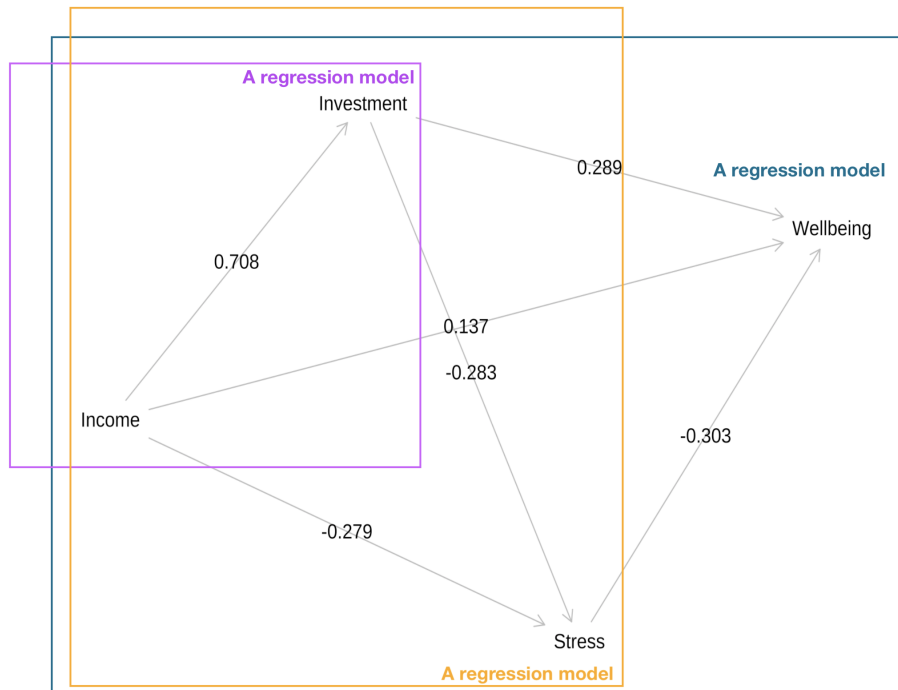 A regression model
Investment
0.289
A regression model
Wellbeing
0.708
0.137
-0.283
Income
-0.303
-0.279
Stress
A regression model